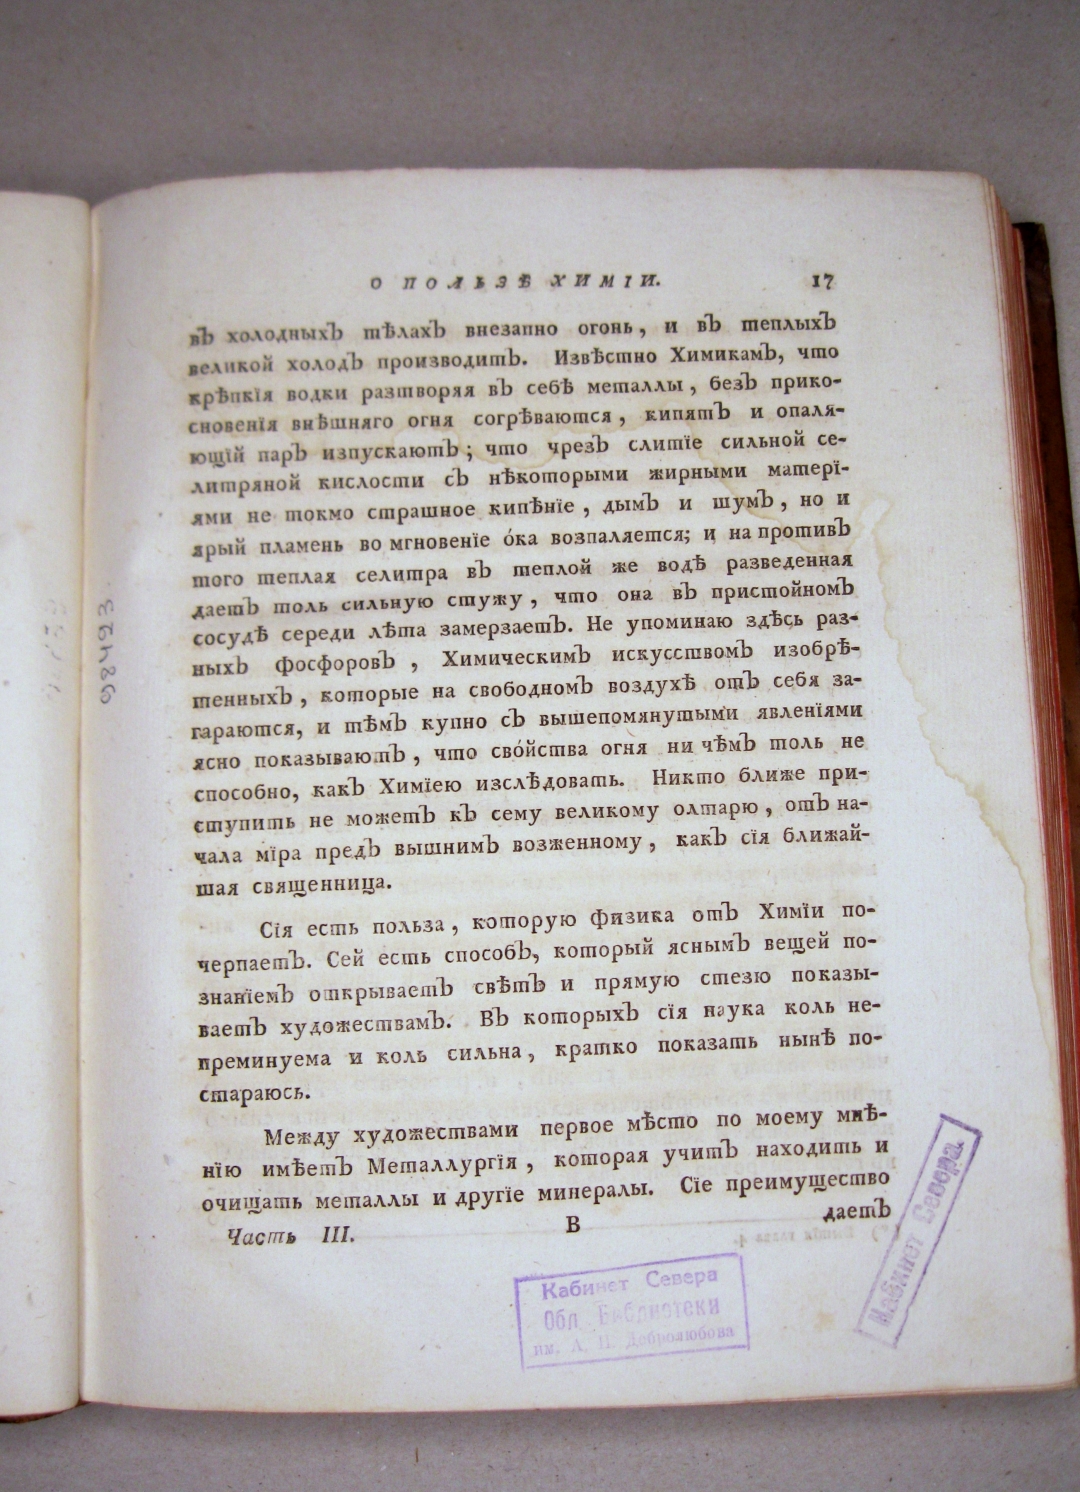 О ПОЛЬЗѢ ХИМІИ. 17
въ холодныхъ тѣлахъ внезапно огонь, и въ теплыхъ
великой холодъ производитъ. Извѣстно Химикамъ, что
крѣпкія водки разтворяя въ себѣ металлы, безъ прико-
сновенія внѣшняго огня согрѣваются, кипятъ и опаля-
ющій паръ изпускаютъ; что чрезъ слитіе сильной се-
литряной кислости съ нѣкоторыми жирными матері-
ями не токмо страшное кипѣніе, дымъ и шумъ, но и
ярый пламень во мгновеніе о́ка возпаляется; и на противъ
того теплая селитра въ теплой же водѣ разведенная
даетъ толь сильную стужу, что она въ пристойномъ
сосудѣ середи лѣта замерзаетъ. Не упоминаю здѣсь раз-
ныхъ фосфоровъ, Химическимъ искусствомъ изобрѣ-
тенныхъ, которые на свободномъ воздухѣ отъ себя за-
гараются, и тѣмъ купно съ вышепомянутыми явленіями
ясно показываютъ, что сво́йства огня ни чѣмъ толь не
способно, какъ Химіею изслѣдовать. Никто ближе при-
ступить не можетъ къ сему великому олтарю, отъ на-
чала міра предъ вышнимъ возженному, какъ сія ближай-
шая священница.
Сія есть польза, которую физика отъ Химіи по-
черпаетъ. Сей есть способъ, который яснымъ вещей по-
знаніемъ открываетъ свѣтъ и прямую стезю показы-
ваетъ художествамъ. Въ которыхъ сія наука коль не-
преминуема и коль сильна, кратко показать нынѣ по-
стараюсь.
Между художествами первое мѣсто по моему мнѣ-
нію имѣетъ Металлургія, которая учитъ находить и
очищать металлы и другіе минералы. Сіе преимущество
Часть III. В даетъ
Кабинет Севера
Обл Библиотеки
им. А. Н. Добролюбова
Кабинет Севера
98423